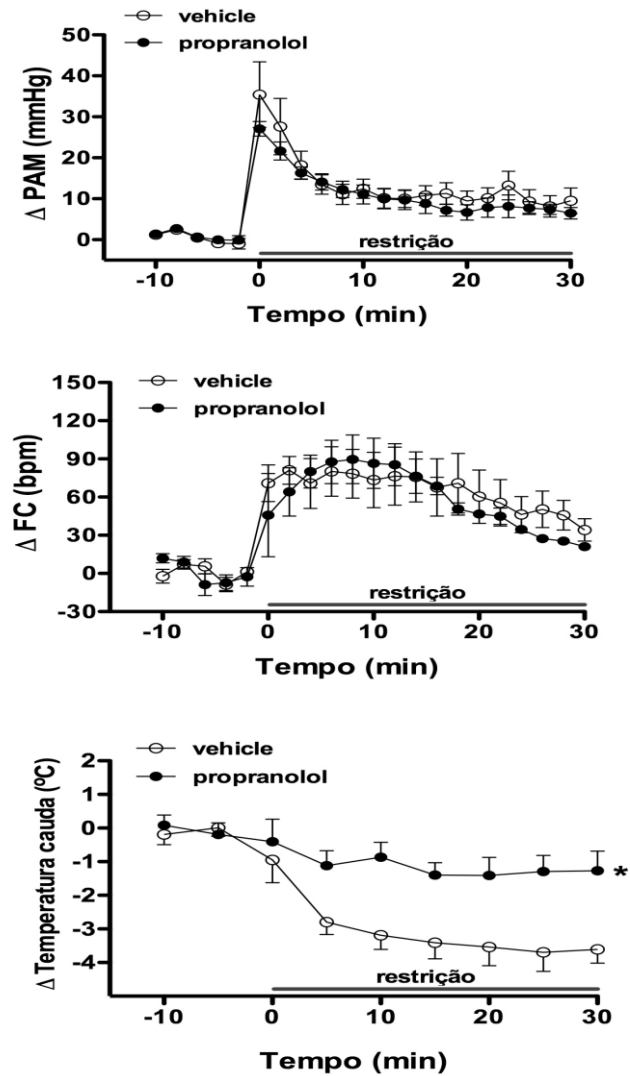 vehicle
propranolol
Δ PAM (mmHg)
50
40
30
20
10
0
restrição
-10 0 10 20 30
Tempo (min)
vehicle
propranolol
Δ FC (bpm)
150
120
90
60
30
0
-30
restrição
-10 0 10 20 30
Tempo (min)
vehicle
propranolol
Δ Temperatura cauda (ºC)
2
1
0
-1
-2
-3
-4
*
restrição
-10 0 10 20 30
Tempo (min)